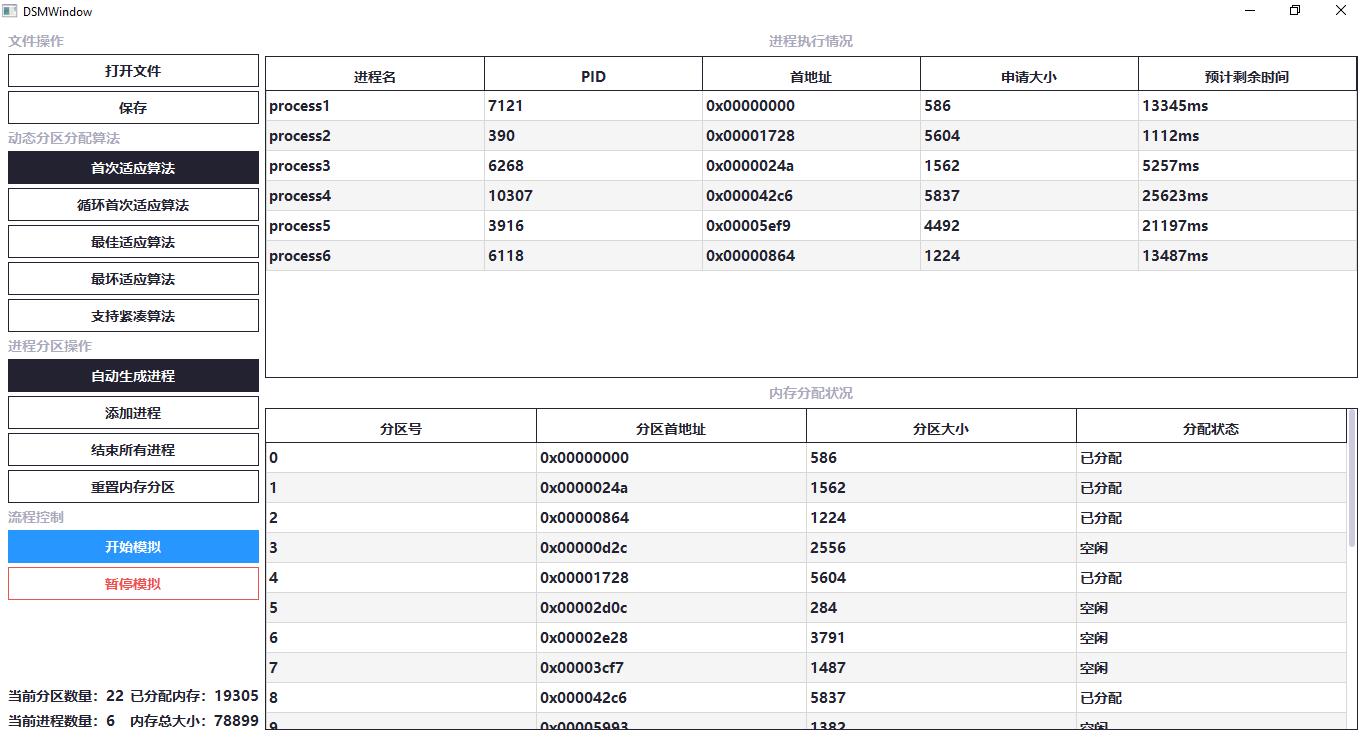 DSMWindow
文件操作
打开文件
保存
动态分区分配算法
首次适应算法
循环首次适应算法
最佳适应算法
最坏适应算法
支持紧凑算法
进程分区操作
自动生成进程
添加进程
结束所有进程
重置内存分区
流程控制
开始模拟
暂停模拟
当前分区数量：22 已分配内存：19305
当前进程数量：6 内存总大小：78899
进程执行情况
进程名 PID 首地址 申请大小 预计剩余时间
process1 7121 0x00000000 586 13345ms
process2 390 0x00001728 5604 1112ms
process3 6268 0x0000024a 1562 5257ms
process4 10307 0x000042c6 5837 25623ms
process5 3916 0x00005ef9 4492 21197ms
process6 6118 0x00000864 1224 13487ms
内存分配状况
分区号 分区首地址 分区大小 分配状态
0 0x00000000 586 已分配
1 0x0000024a 1562 已分配
2 0x00000864 1224 已分配
3 0x00000d2c 2556 空闲
4 0x00001728 5604 已分配
5 0x00002d0c 284 空闲
6 0x00002e28 3791 空闲
7 0x00003cf7 1487 空闲
8 0x000042c6 5837 已分配
9 0x00005993 1382 空闲